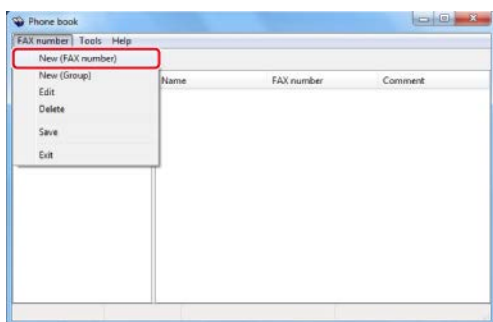 Phone book
FAX number Tools Help
New (FAX number)
New (Group)
Edit
Delete
Save
Exit
Name FAX number Comment